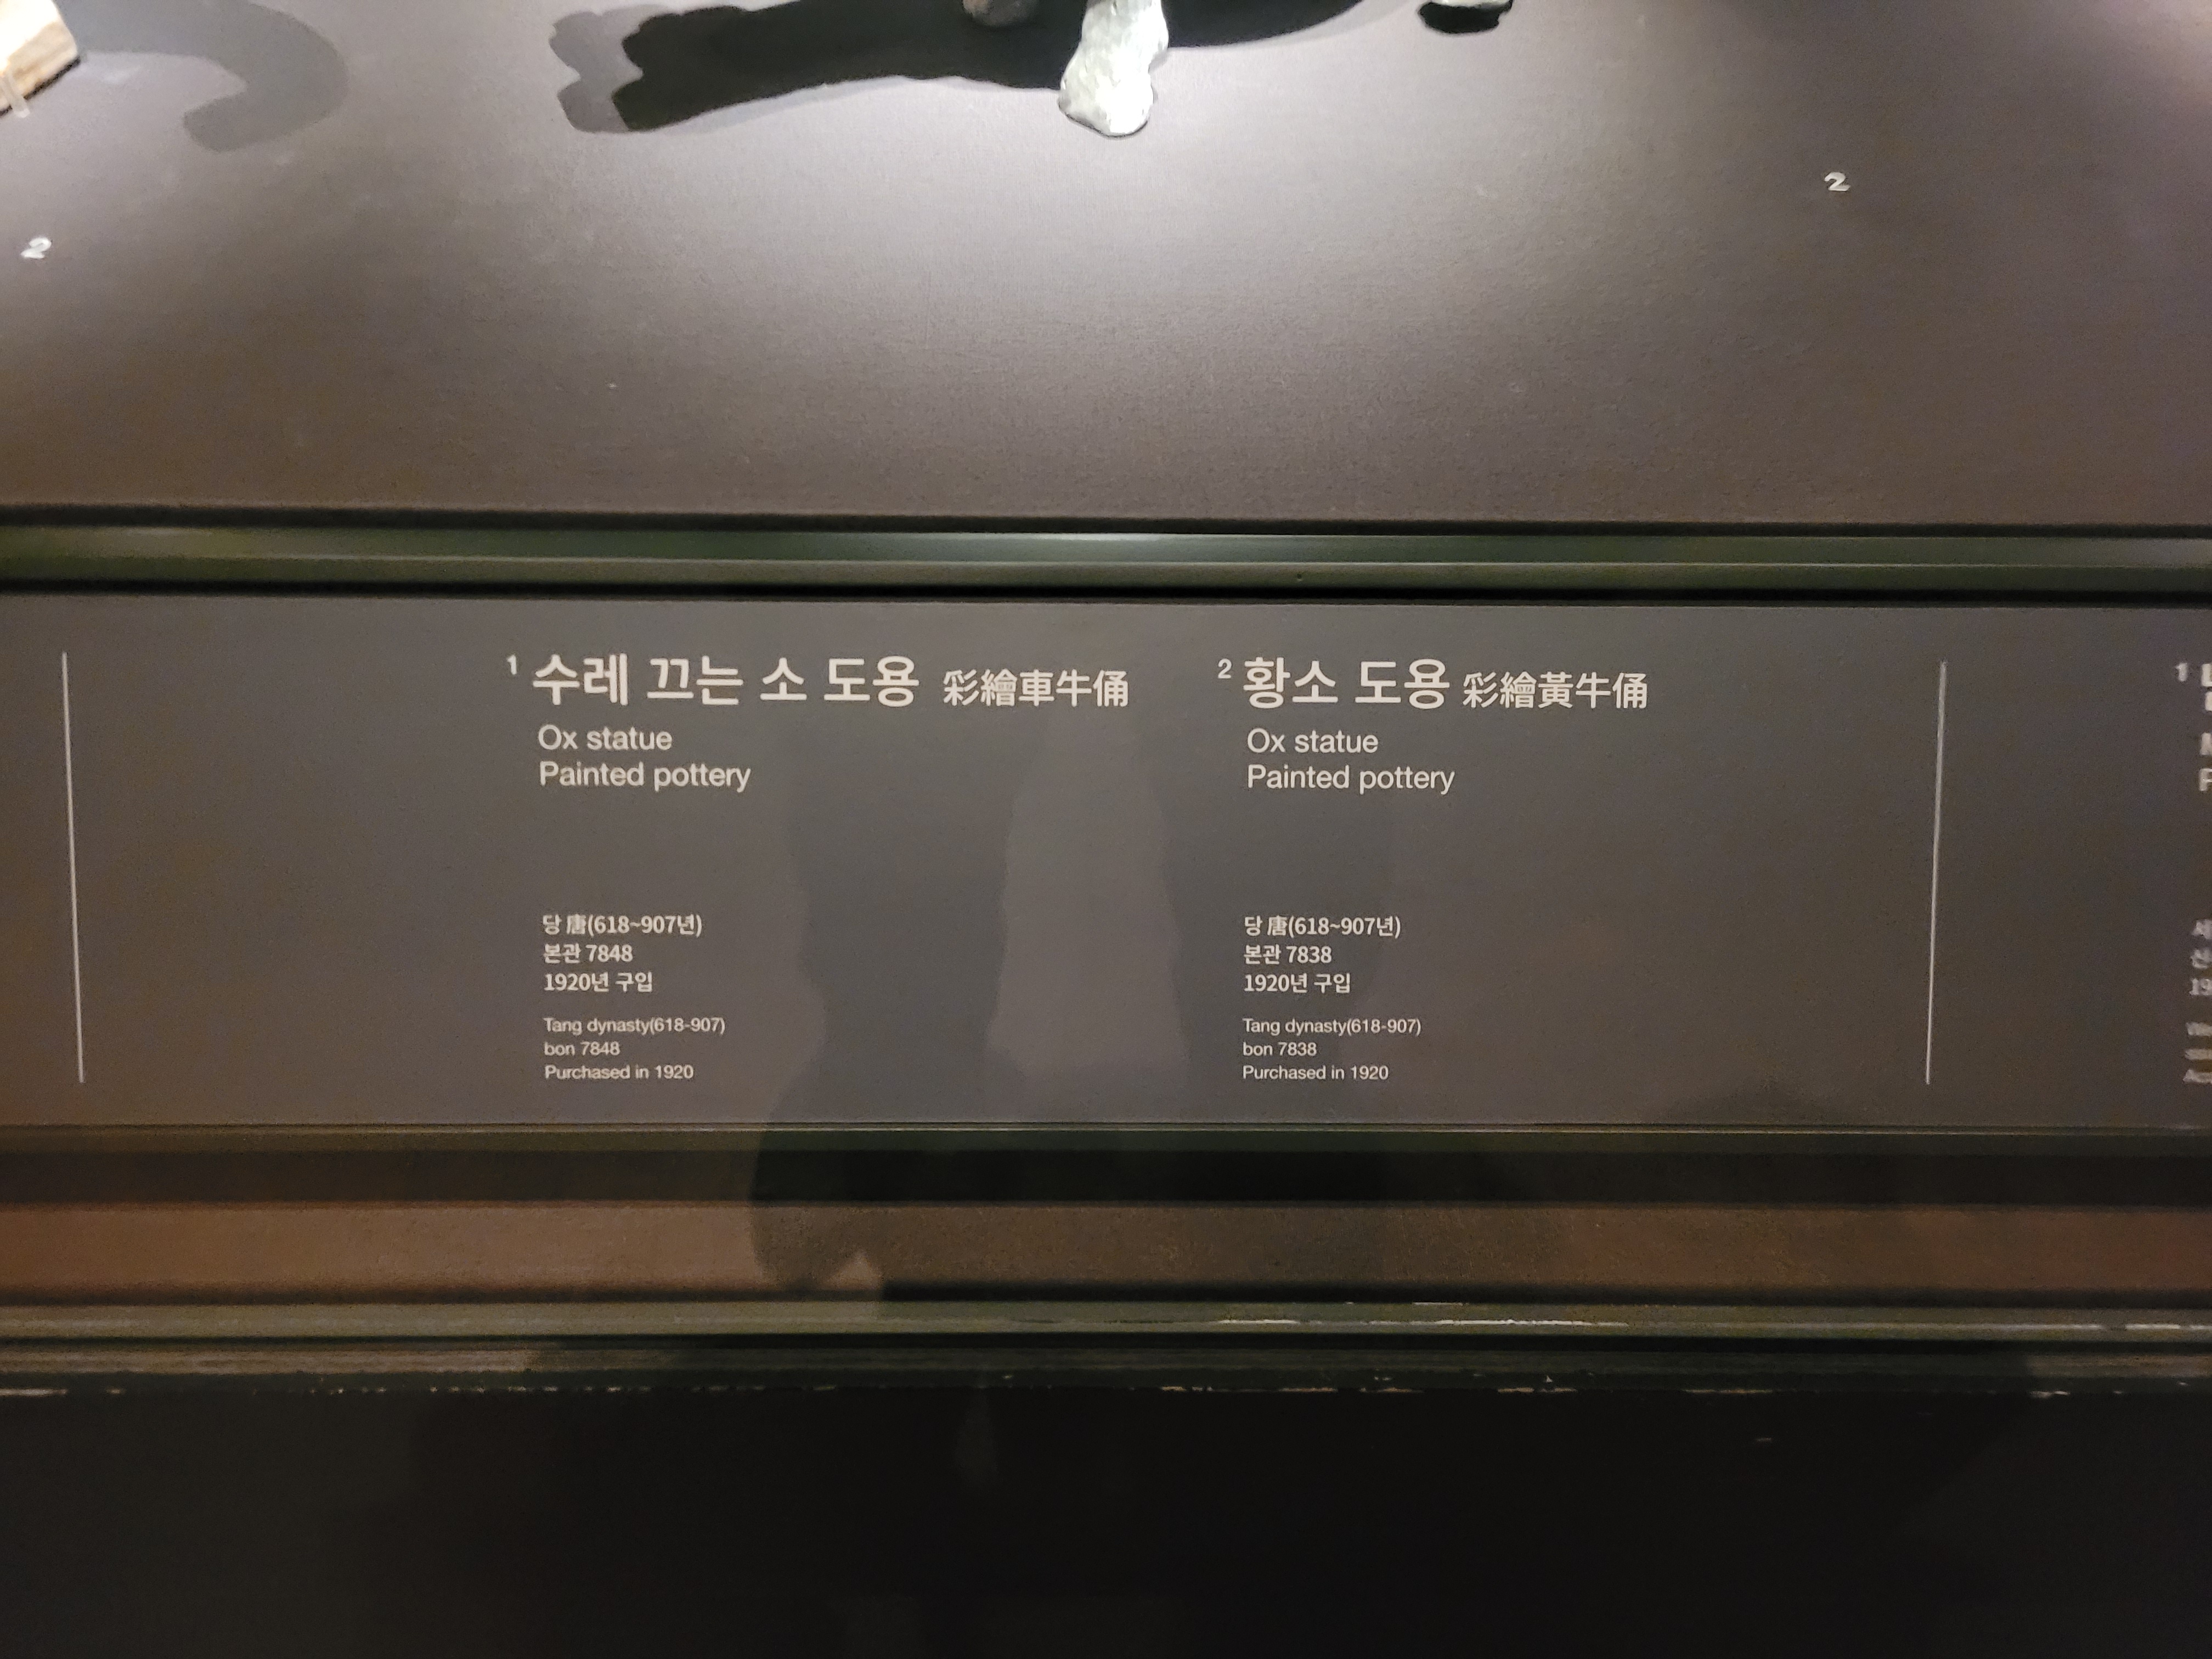 2
2
1 수레 끄는 소 도용 彩繪車牛俑
Ox statue
Painted pottery
당 唐(618~907년)
본관 7848
1920년 구입
Tang dynasty(618-907)
bon 7848
Purchased in 1920
2 황소 도용 彩繪黃牛俑
Ox statue
Painted pottery
당 唐(618~907년)
본관 7838
1920년 구입
Tang dynasty(618-907)
bon 7838
Purchased in 1920
1
19